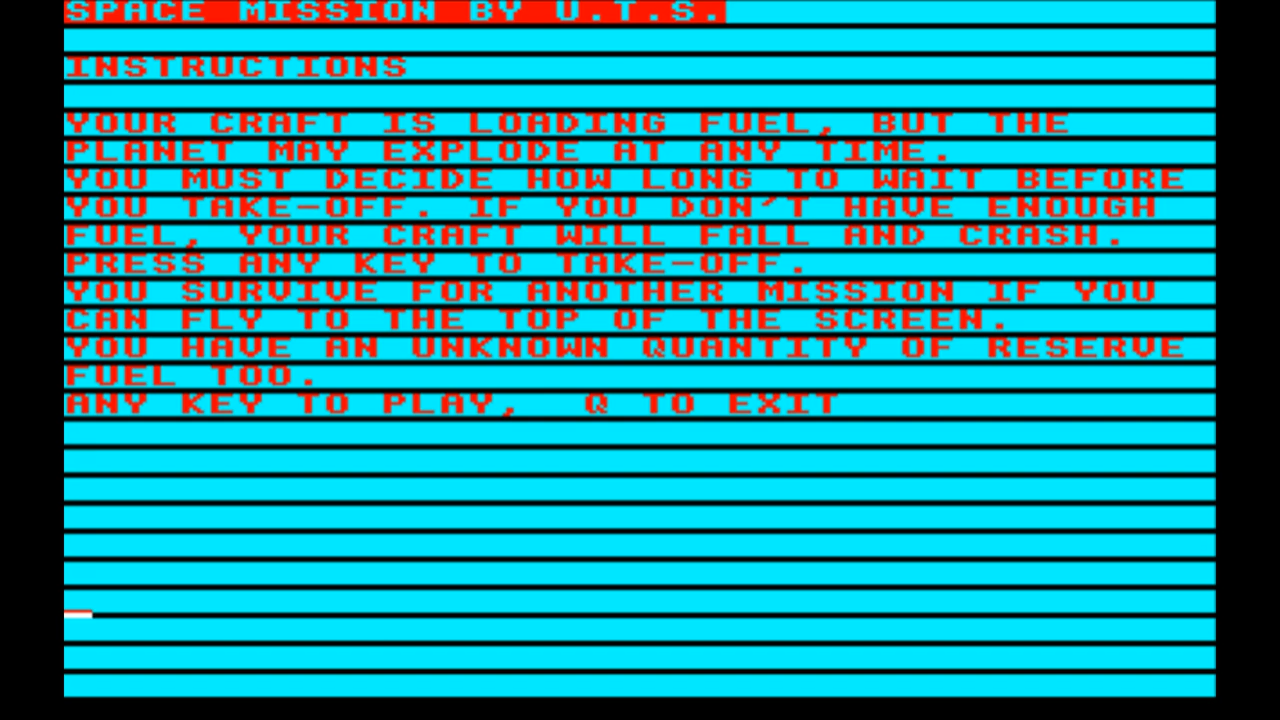 SPACE MISSION BY U.T.S.
INSTRUCTIONS
YOUR CRAFT IS LOADING FUEL, BUT THE
PLANET MAY EXPLODE AT ANY TIME.
YOU MUST DECIDE HOW LONG TO WAIT BEFORE
YOU TAKE-OFF. IF YOU DON'T HAVE ENOUGH
FUEL, YOUR CRAFT WILL FALL AND CRASH.
PRESS ANY KEY TO TAKE-OFF.
YOU SURVIVE FOR ANOTHER MISSION IF YOU
CAN FLY TO THE TOP OF THE SCREEN.
YOU HAVE AN UNKNOWN QUANTITY OF RESERVE
FUEL TOO.
ANY KEY TO PLAY,  Q TO EXIT